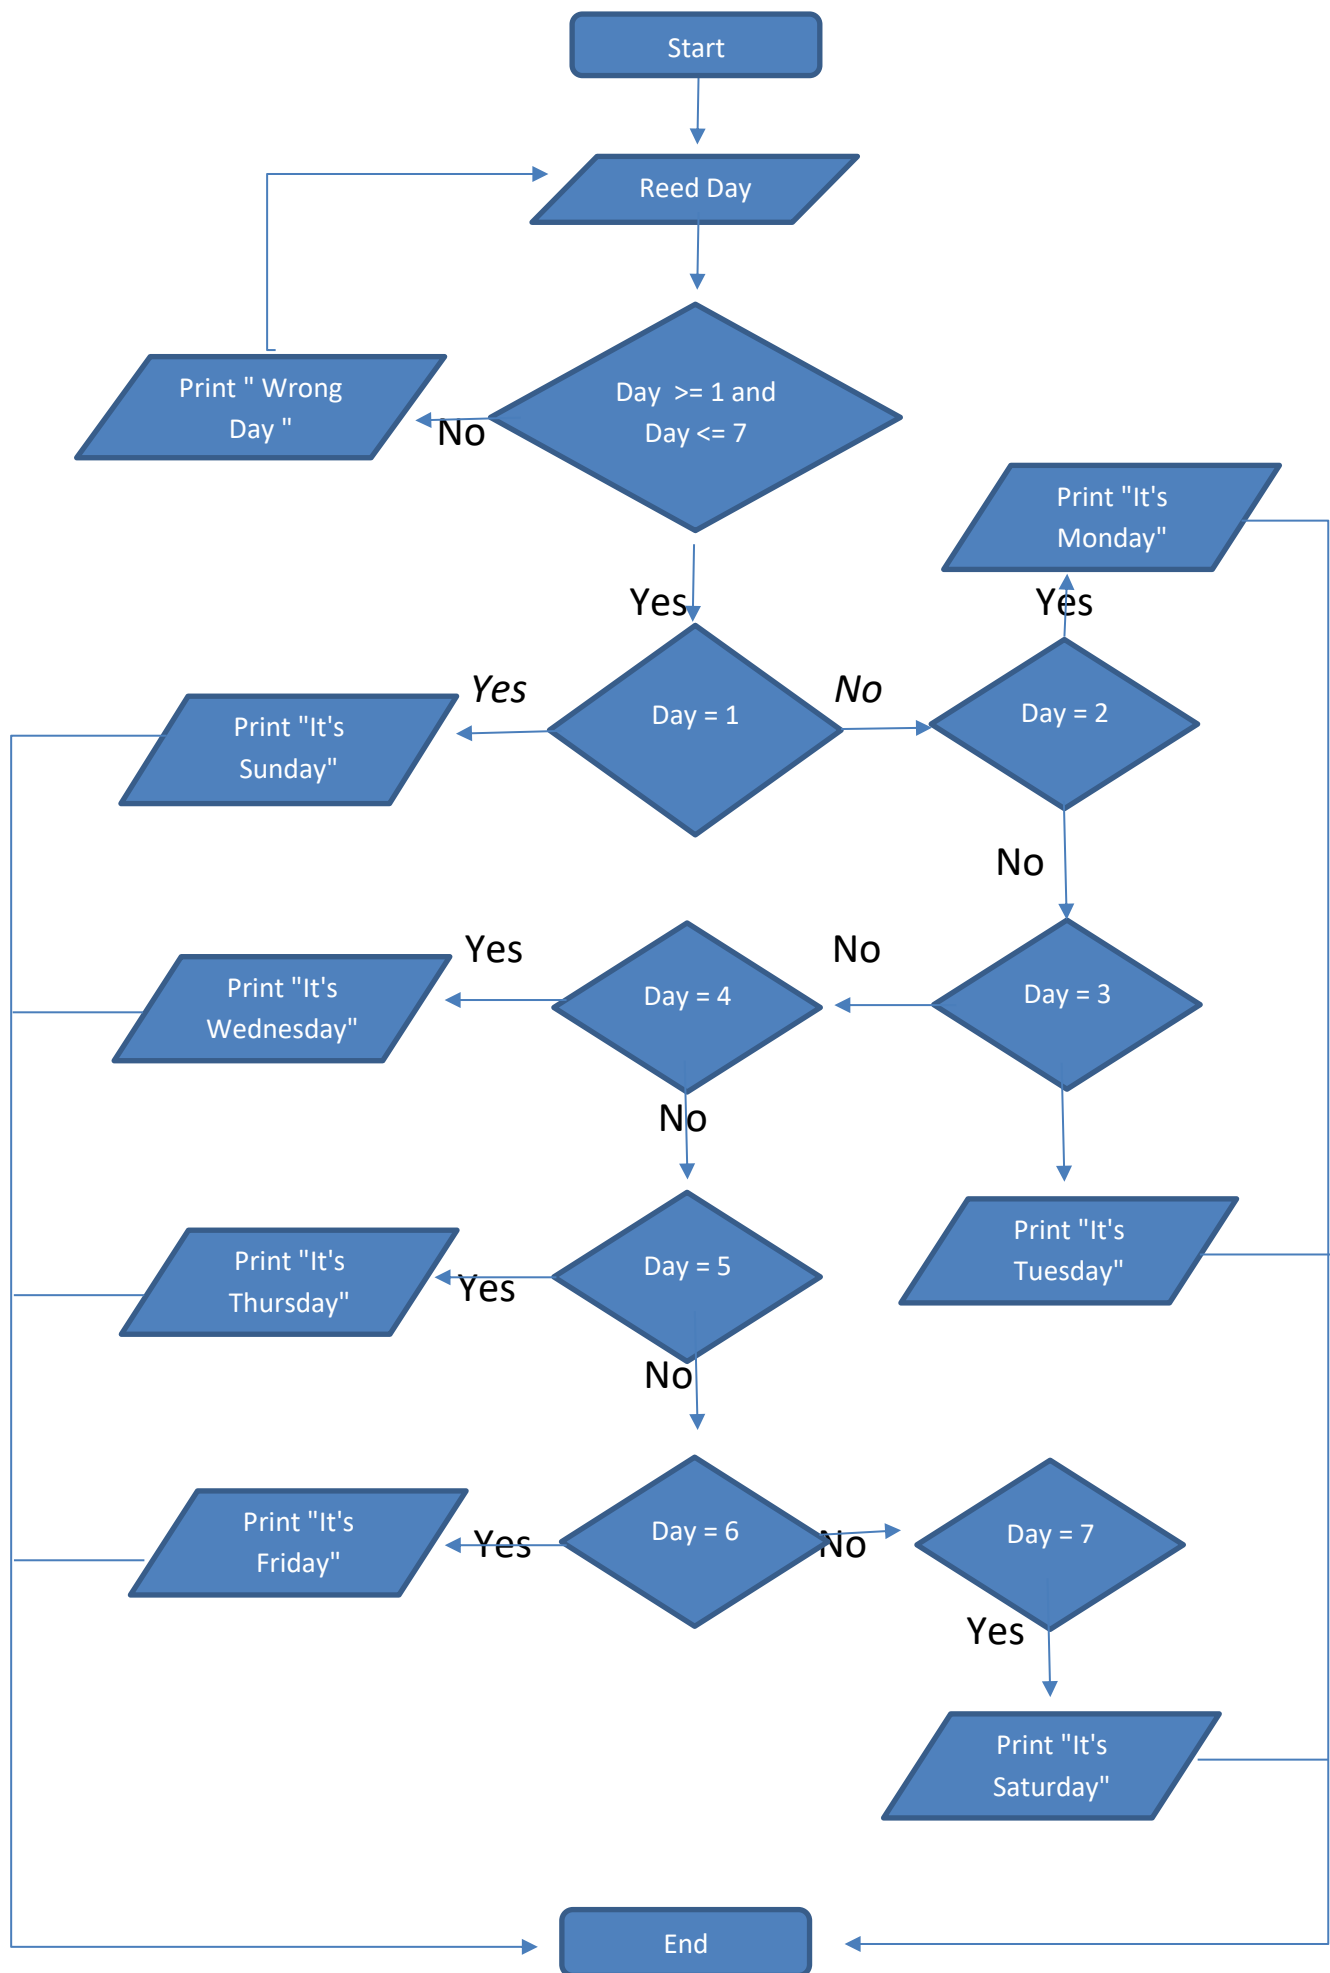 Start
Reed Day
Day  >= 1 and
Day <= 7
No
Print " Wrong
Day "
Yes
Print "It's
Monday"
Yes
Day = 1
Yes
Print "It's
Sunday"
No
Day = 2
No
Day = 3
No
Day = 4
Yes
Print "It's
Wednesday"
No
Print "It's
Tuesday"
Day = 5
Yes
Print "It's
Thursday"
No
Day = 6
Yes
Print "It's
Friday"
No
Day = 7
Yes
Print "It's
Saturday"
End